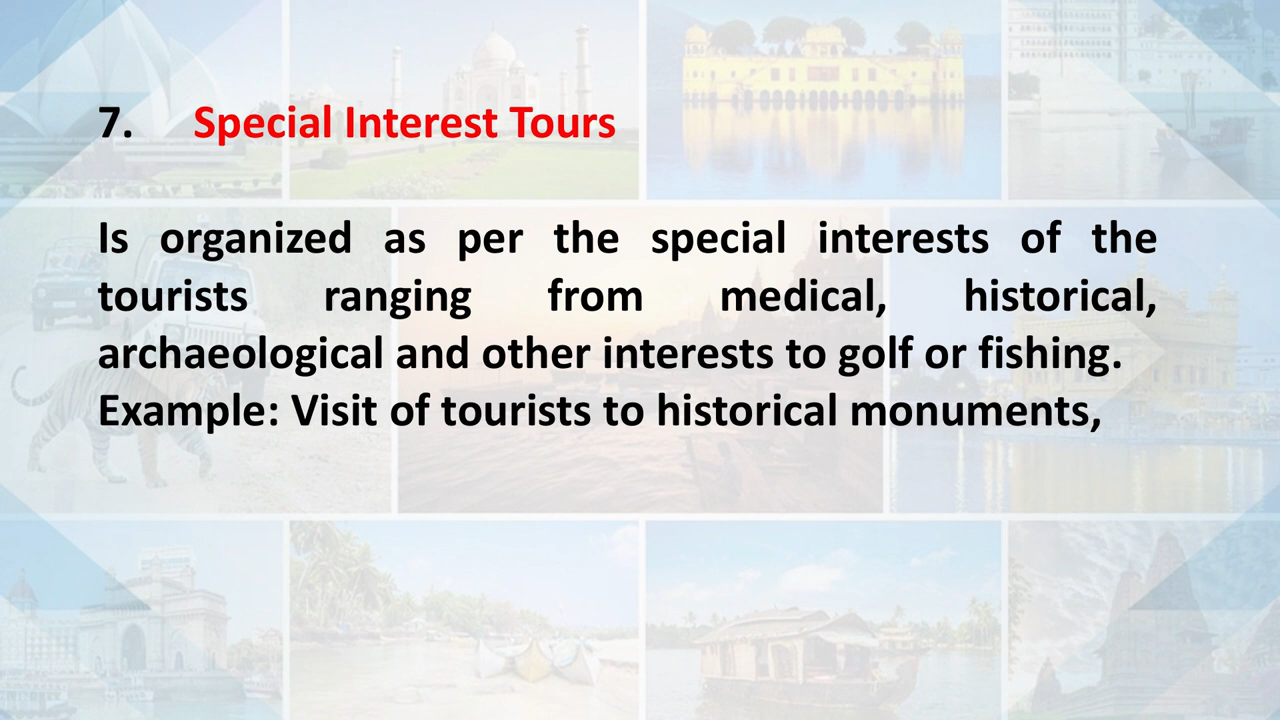 7. Special Interest Tours
Is organized as per the special interests of the
tourists ranging from medical, historical,
archaeological and other interests to golf or fishing.
Example: Visit of tourists to historical monuments,